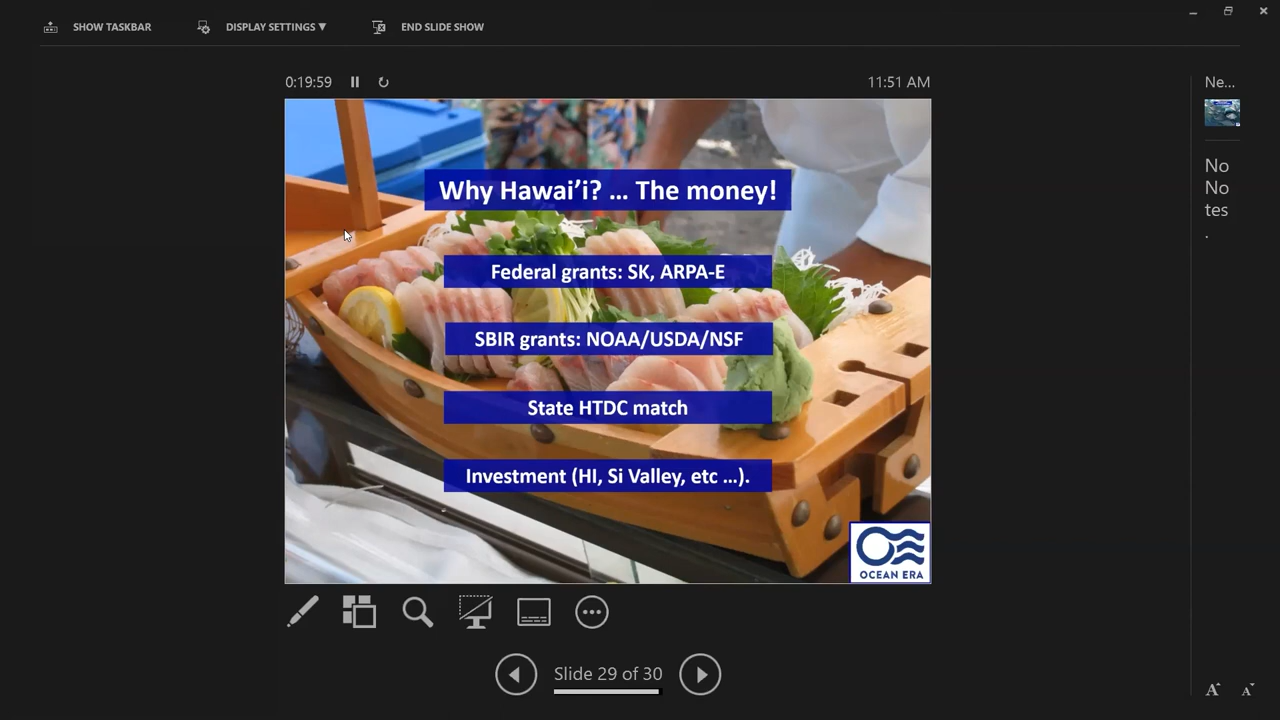 SHOW TASKBAR
DISPLAY SETTINGS ▼
END SLIDE SHOW
0:19:59
11:51 AM
Ne...
Why Hawai’i? ... The money!
Federal grants: SK, ARPA-E
SBIR grants: NOAA/USDA/NSF
State HTDC match
Investment (HI, Si Valley, etc ...).
OCEAN ERA
No
No
tes
.
Slide 29 of 30
A
A